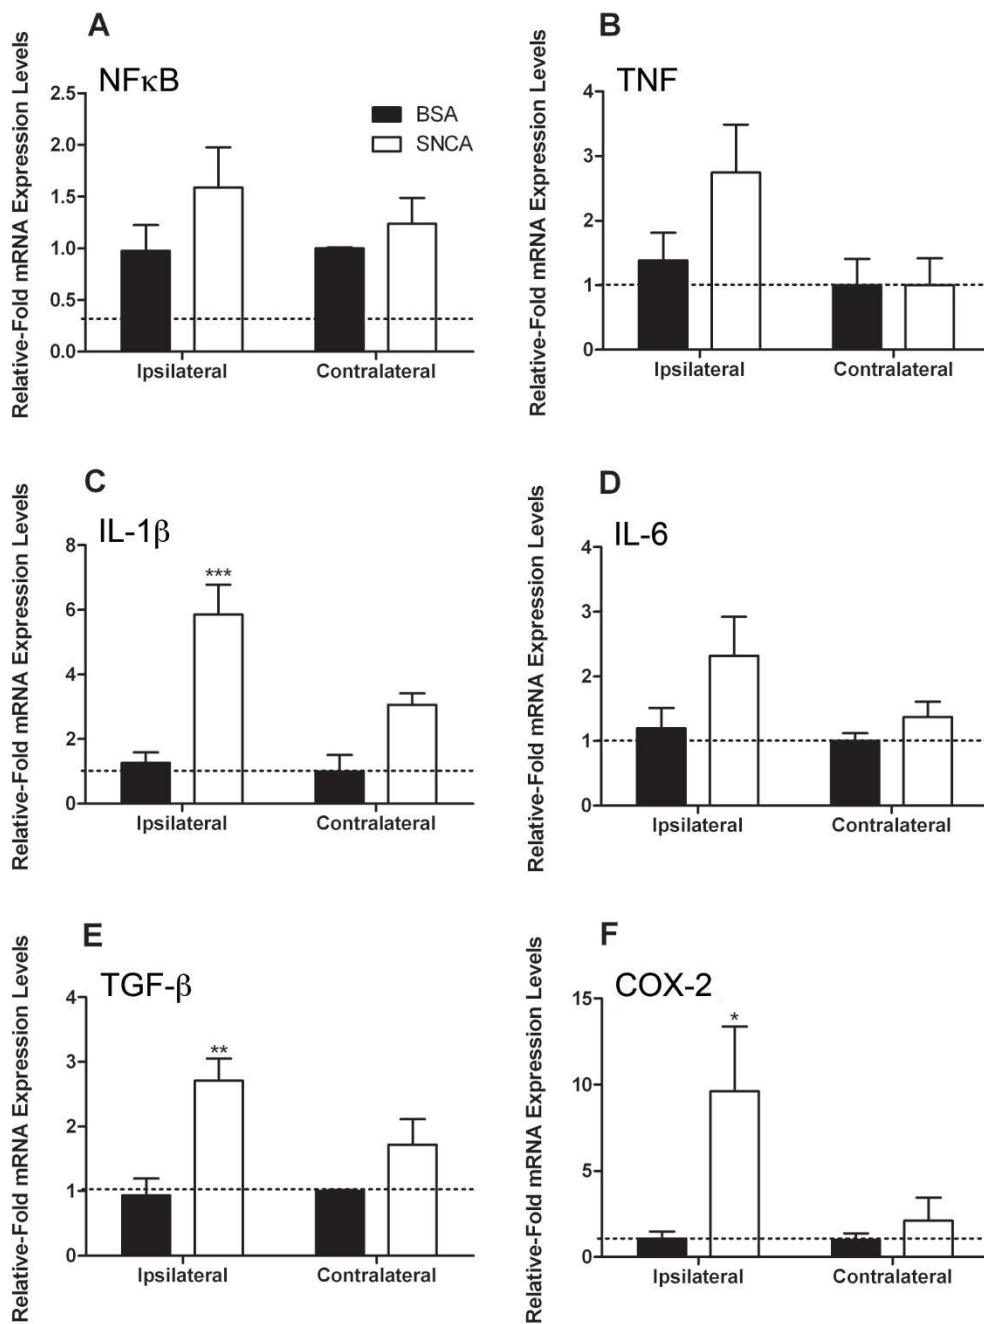 A
NFκB
Relative-Fold mRNA Expression Levels
2.5
2.0
1.5
1.0
0.5
0.0
BSA
SNCA
Ipsilateral
Contralateral
B
TNF
Relative-Fold mRNA Expression Levels
4
3
2
1
0
Ipsilateral
Contralateral
C
IL-1β
Relative-Fold mRNA Expression Levels
8
6
4
2
0
***
Ipsilateral
Contralateral
D
IL-6
Relative-Fold mRNA Expression Levels
4
3
2
1
0
Ipsilateral
Contralateral
E
TGF-β
Relative-Fold mRNA Expression Levels
4
3
2
1
0
**
Ipsilateral
Contralateral
F
COX-2
Relative-Fold mRNA Expression Levels
15
10
5
0
*
Ipsilateral
Contralateral